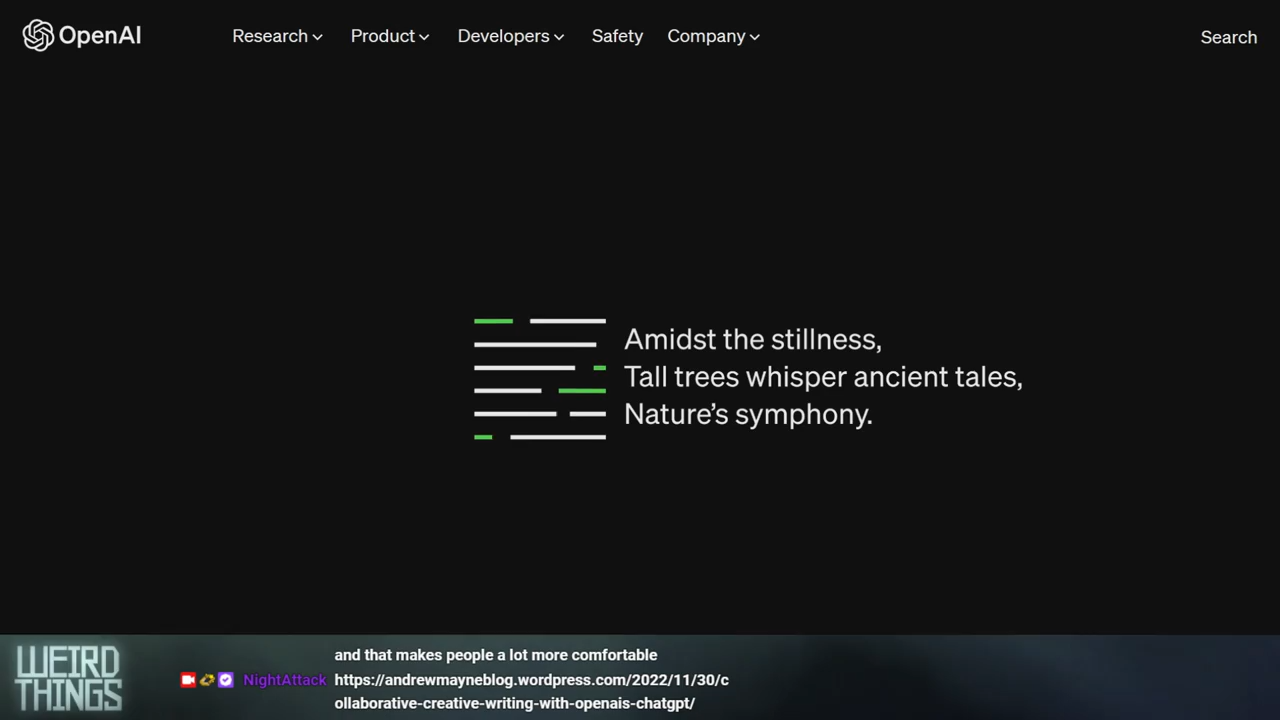 OpenAI
Research
Product
Developers
Safety
Company
Search
Amidst the stillness,
Tall trees whisper ancient tales,
Nature’s symphony.
WEIRD
THINGS
and that makes people a lot more comfortable
NightAttack https://andrewmayneblog.wordpress.com/2022/11/30/c
ollaborative-creative-writing-with-openais-chatgpt/